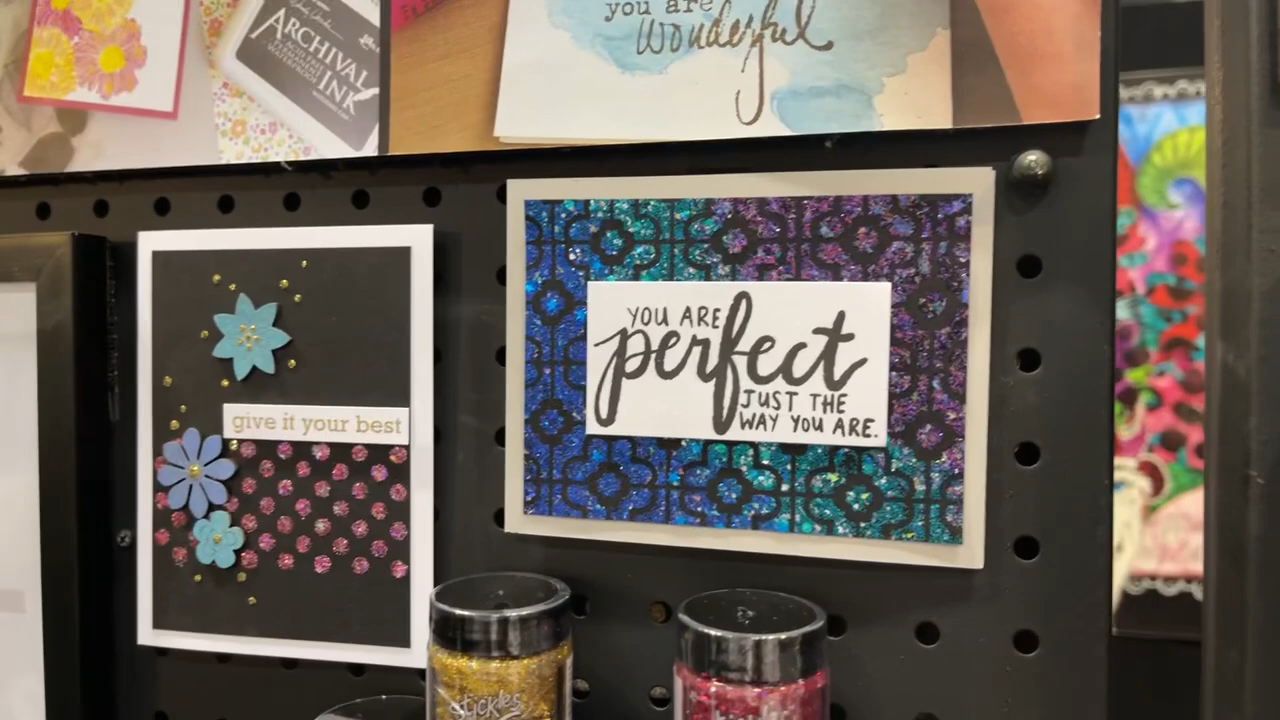 you are
wonderful
ARCHIVAL
INK
give it your best
YOU ARE
perfect
JUST THE
WAY YOU ARE.
stickles